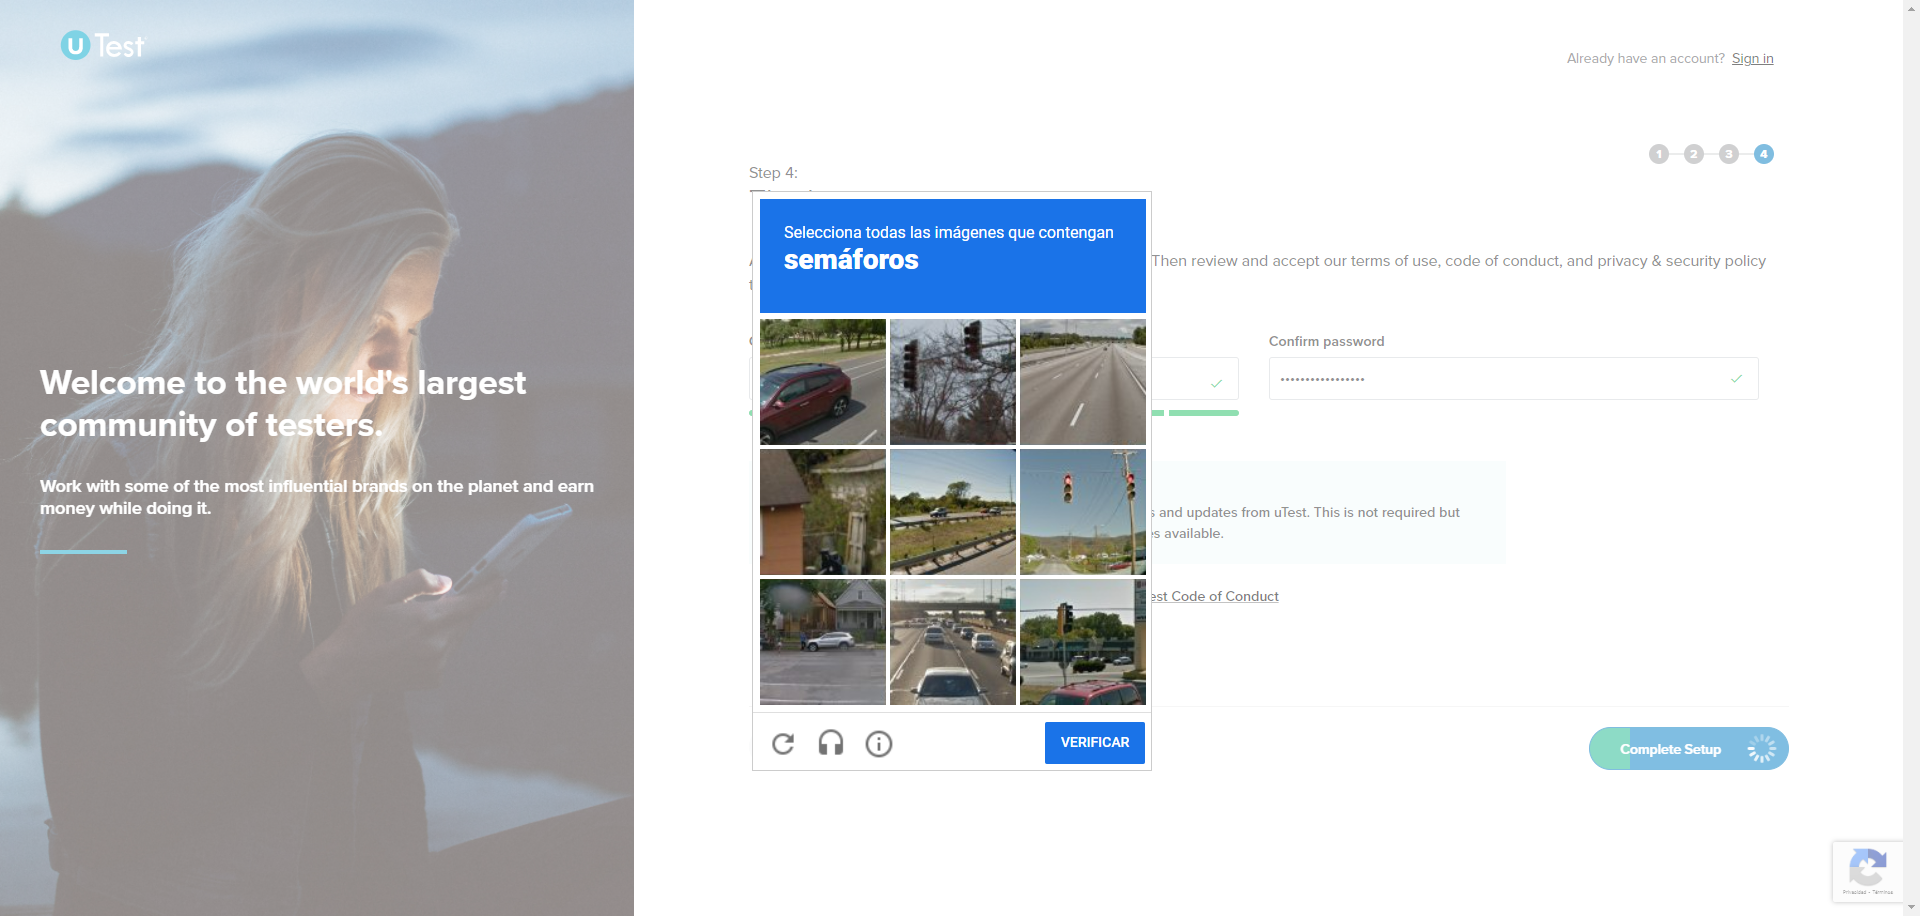 uTest
Already have an account? Sign in
1 2 3 4
Step 4:
Selecciona todas las imágenes que contengan
semáforos
Then review and accept our terms of use, code of conduct, and privacy & security policy
Confirm password
•••••••••••••••••
Welcome to the world's largest
community of testers.
Work with some of the most influential brands on the planet and earn
money while doing it.
and updates from uTest. This is not required but
available.
Code of Conduct
VERIFICAR
Complete Setup
Privacidad - Términos